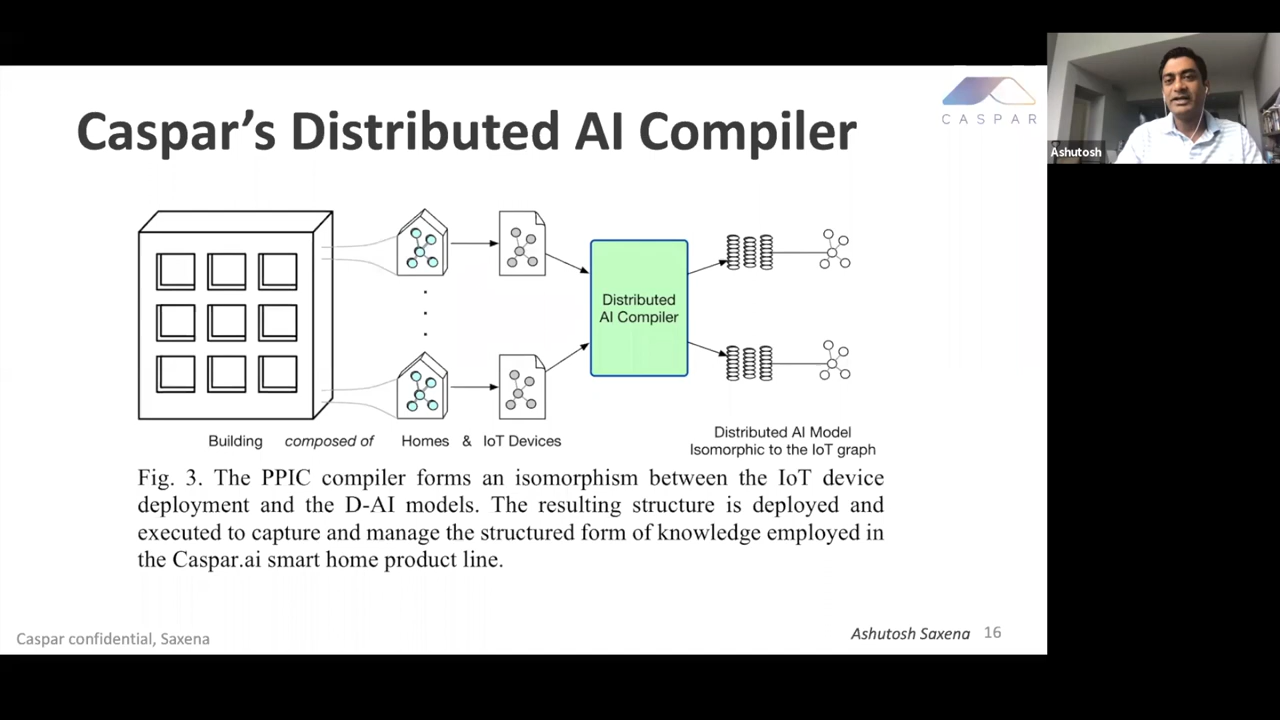 Caspar's Distributed AI Compiler
CASPAR
Ashutosh
Distributed
AI Compiler
Building composed of Homes & IoT Devices
Distributed AI Model
Isomorphic to the IoT graph
Fig. 3. The PPIC compiler forms an isomorphism between the IoT device
deployment and the D-AI models. The resulting structure is deployed and
executed to capture and manage the structured form of knowledge employed in
the Caspar.ai smart home product line.
Caspar confidential, Saxena
Ashutosh Saxena 16